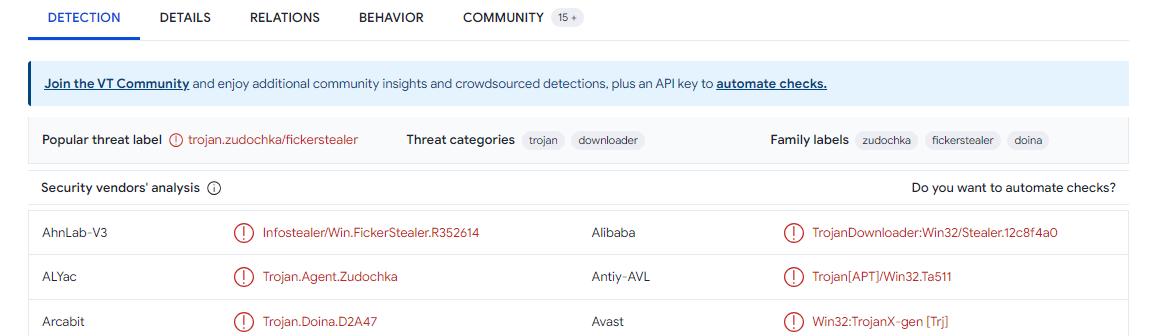 DETECTION DETAILS RELATIONS BEHAVIOR COMMUNITY 15 +
Join the VT Community and enjoy additional community insights and crowdsourced detections, plus an API key to automate checks.
Popular threat label trojan.zudochka/fickerstealer Threat categories trojan downloader Family labels zudochka fickerstealer doina
Security vendors' analysis Do you want to automate checks?
AhnLab-V3 Infostealer/Win.FickerStealer.R352614 Alibaba TrojanDownloader:Win32/Stealer.12c8f4a0
ALYac Trojan.Agent.Zudochka Antiy-AVL Trojan[APT]/Win32.Ta511
Arcabit Trojan.Doina.D2A47 Avast Win32:TrojanX-gen [Trj]